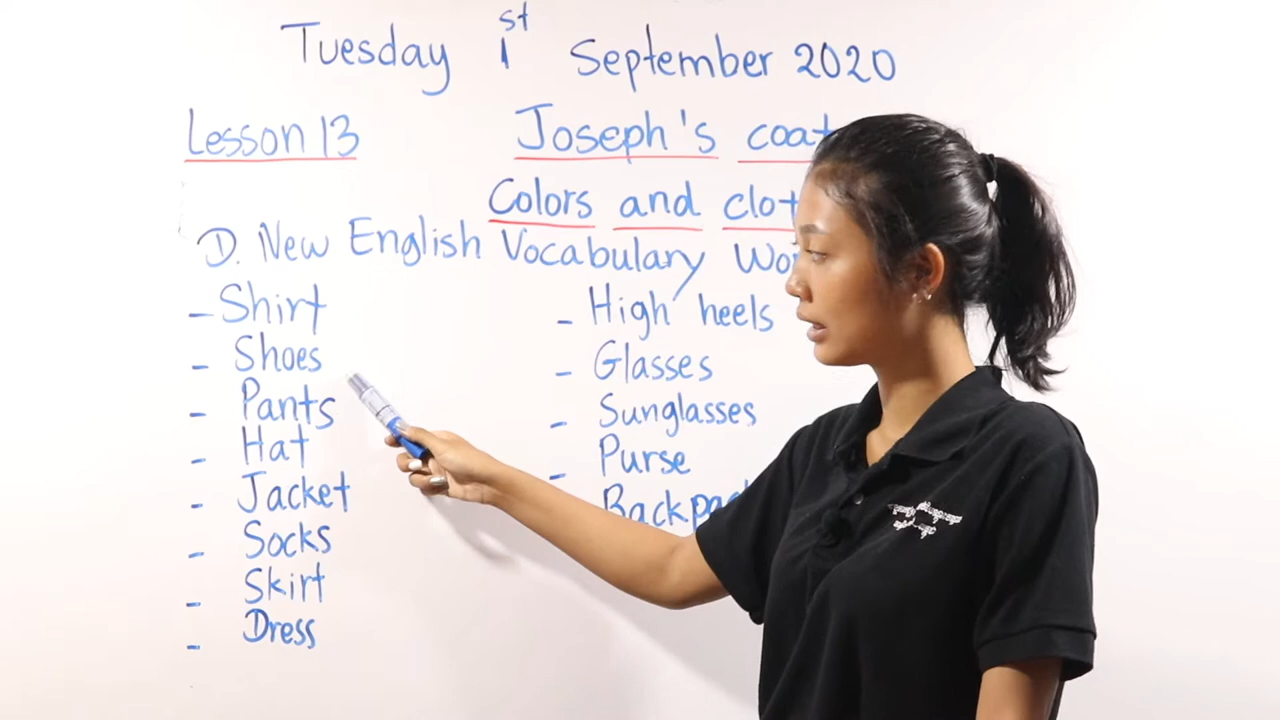 Tuesday 1st September 2020
Lesson 13 Joseph's coat
Colors and
D. New English Vocabulary
- Shirt
- Shoes
- Pants
- Hat
- Jacket
- Socks
- Skirt
- Dress
- High heels
- Glasses
- Sunglasses
- Purse